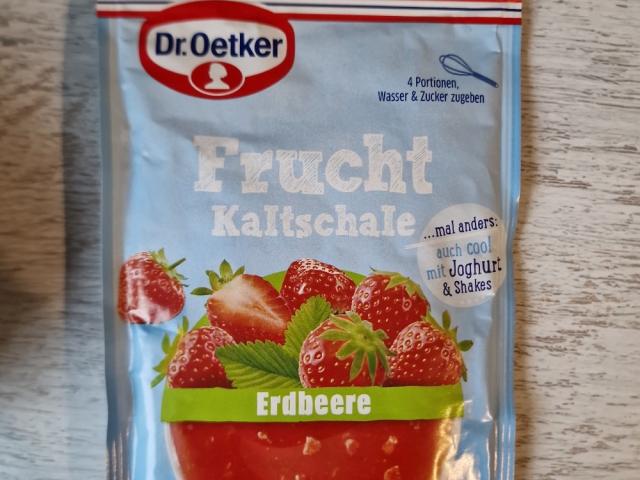 Dr.Oetker
4 Portionen,
Wasser & Zucker zugeben
Frucht
Kaltschale
...mal anders:
auch cool
mit Joghurt
& Shakes
Erdbeere